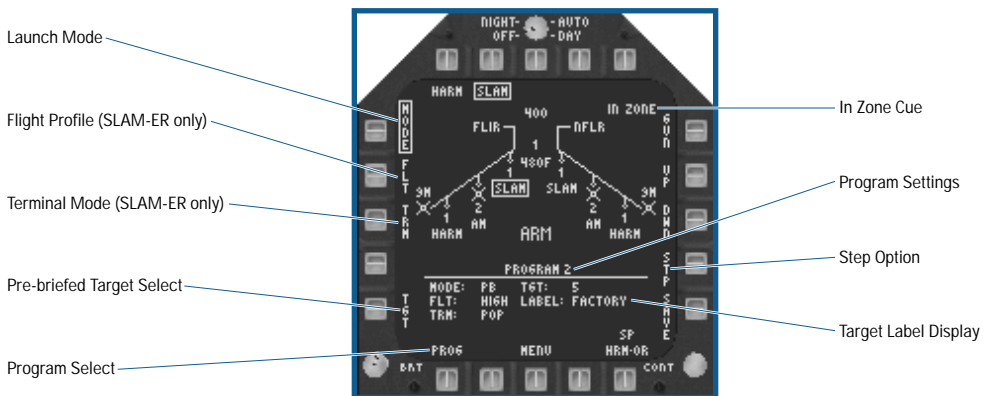 Launch Mode
Flight Profile (SLAM-ER only)
Terminal Mode (SLAM-ER only)
Pre-briefed Target Select
Program Select
NIGHT- -AUTO
OFF- -DAY
HARM SLAM
MODE
FLT
TRM
TGT
400
IN ZONE
FLIR NFLR
1
480F
1 1
SLAM SLAM
9M 9M
2 2
AM AM
1 1
HARM HARM
ARM
GUN
UP
DWD
STP
SAVE
PROGRAM 2
MODE: PB TGT: 5
FLT: HIGH LABEL: FACTORY
TRM: POP
SP
PROG MENU HRM-OR
BRT CONT
In Zone Cue
Program Settings
Step Option
Target Label Display